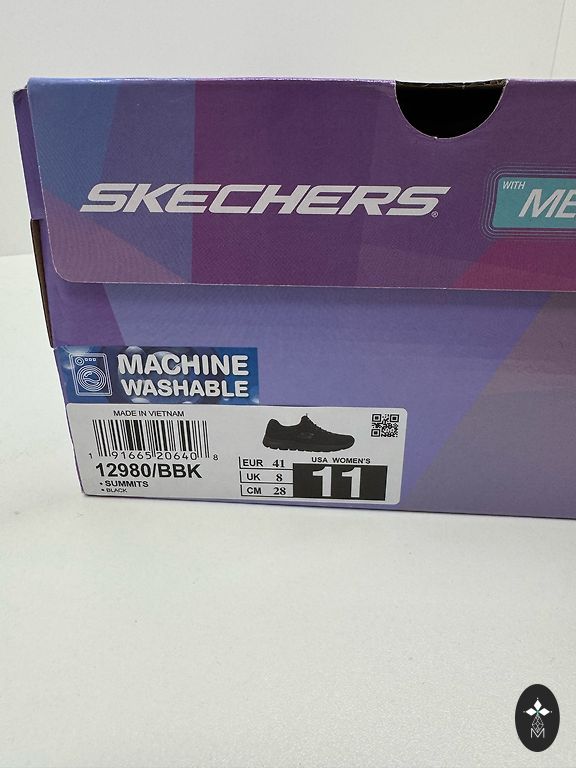 SKECHERS®
WITH
MACHINE
WASHABLE
MADE IN VIETNAM
1 91665 20640 8
12980/BBK
• SUMMITS
• BLACK
EUR 41
UK 8
CM 28
USA WOMEN'S
11
M